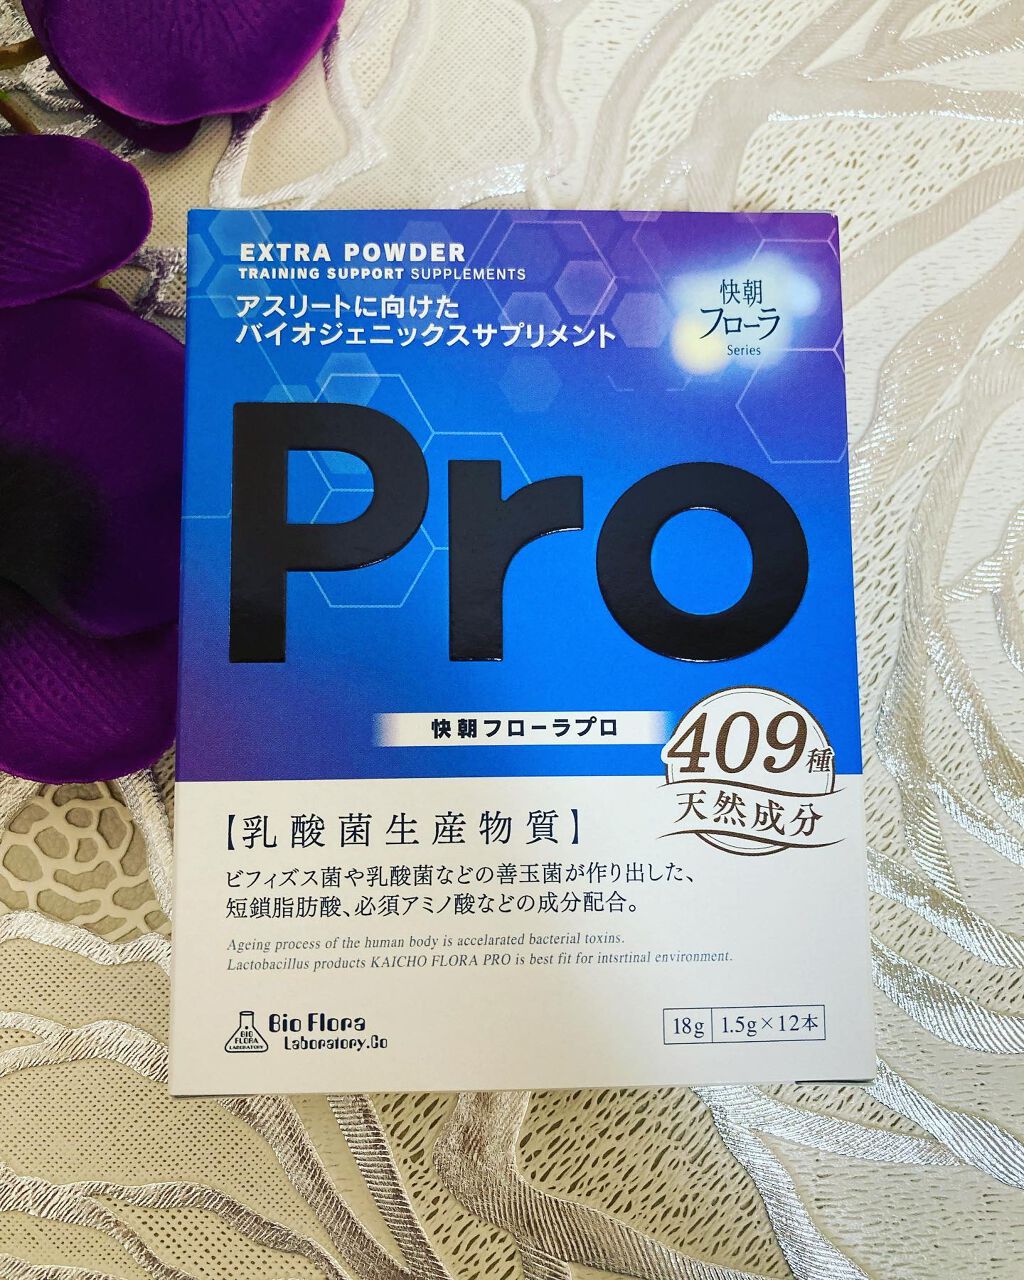 EXTRA POWDER
TRAINING SUPPORT SUPPLEMENTS
アスリートに向けた
バイオジェニックスサプリメント
快朝
フローラ
Series
Pro
快朝フローラプロ
409種
天然成分
【乳酸菌生産物質】
ビフィズス菌や乳酸菌などの善玉菌が作り出した、
短鎖脂肪酸、必須アミノ酸などの成分配合。
Ageing process of the human body is accelarated bacterial toxins.
Lactobacillus products KAICHO FLORA PRO is best fit for intsrtinal environment.
BIO
FLORA
LABORATORY
Bio Flora
Laboratory.Co
18g 1.5g×12本